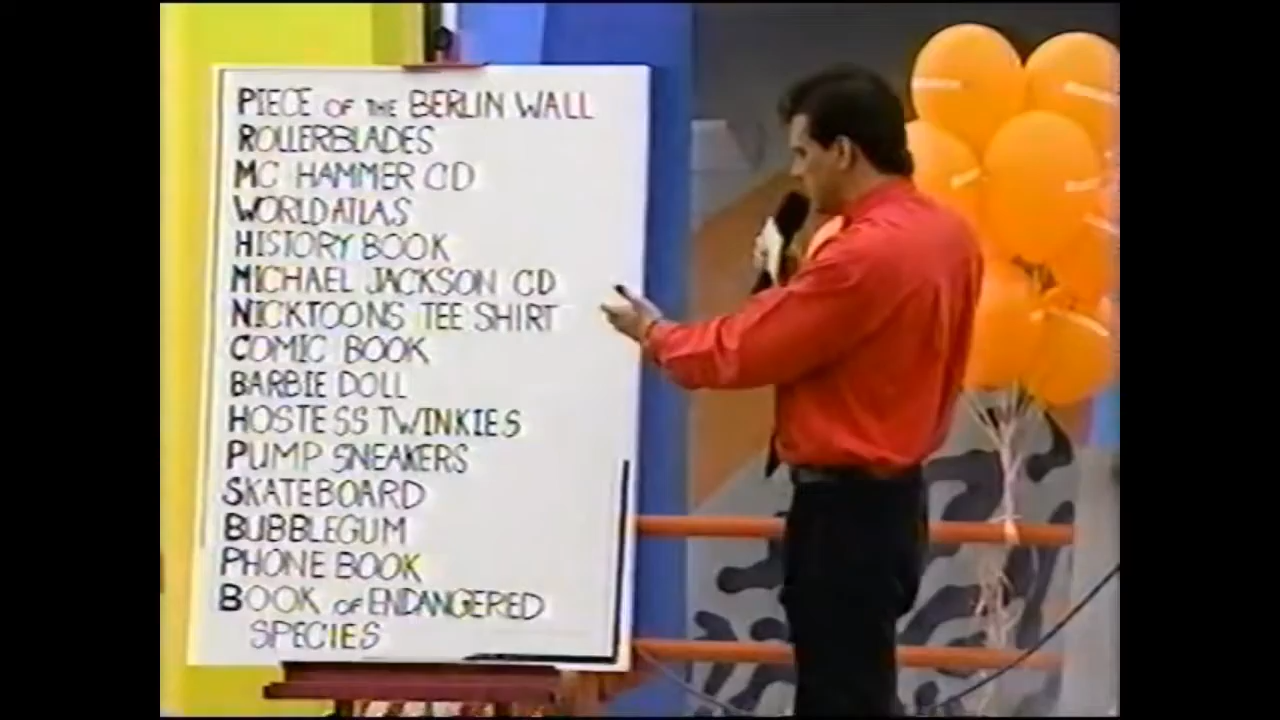 PIECE OF THE BERLIN WALL
ROLLERBLADES
MC HAMMER CD
WORLD ATLAS
HISTORY BOOK
MICHAEL JACKSON CD
NICKTOONS TEE SHIRT
COMIC BOOK
BARBIE DOLL
HOSTESS TWINKIES
PUMP SNEAKERS
SKATEBOARD
BUBBLEGUM
PHONE BOOK
BOOK OF ENDANGERED
SPECIES